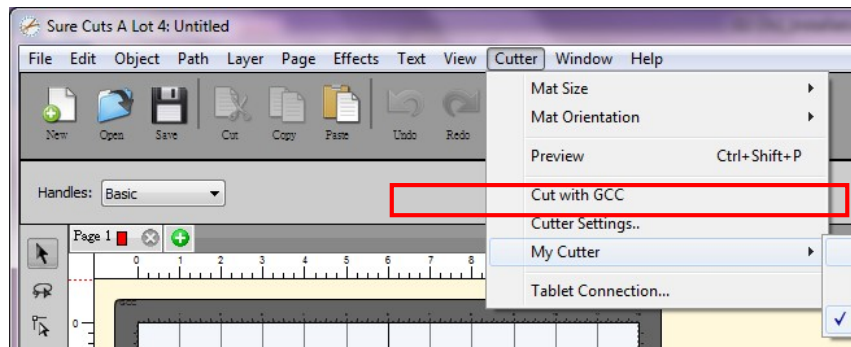 Sure Cuts A Lot 4: Untitled
File Edit Object Path Layer Page Effects Text View Cutter Window Help
Mat Size
Mat Orientation
Preview Ctrl+Shift+P
Cut with GCC
Cutter Settings..
My Cutter
Tablet Connection...
New Open Save Cut Copy Paste Undo Redo
Handles: Basic
Page 1
0 1 2 3 4 5 6 7 8
0